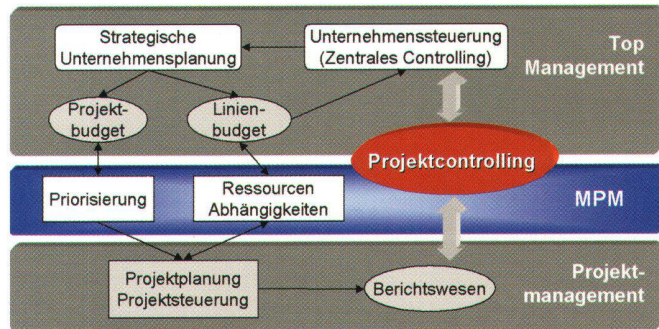 Strategische
Unternehmensplanung
Unternehmenssteuerung
(Zentrales Controlling)
Top
Management
Projekt-
budget
Linien-
budget
Projektcontrolling
Priorisierung
Ressourcen
Abhängigkeiten
MPM
Projektplanung
Projektsteuerung
Berichtswesen
Projekt-
management